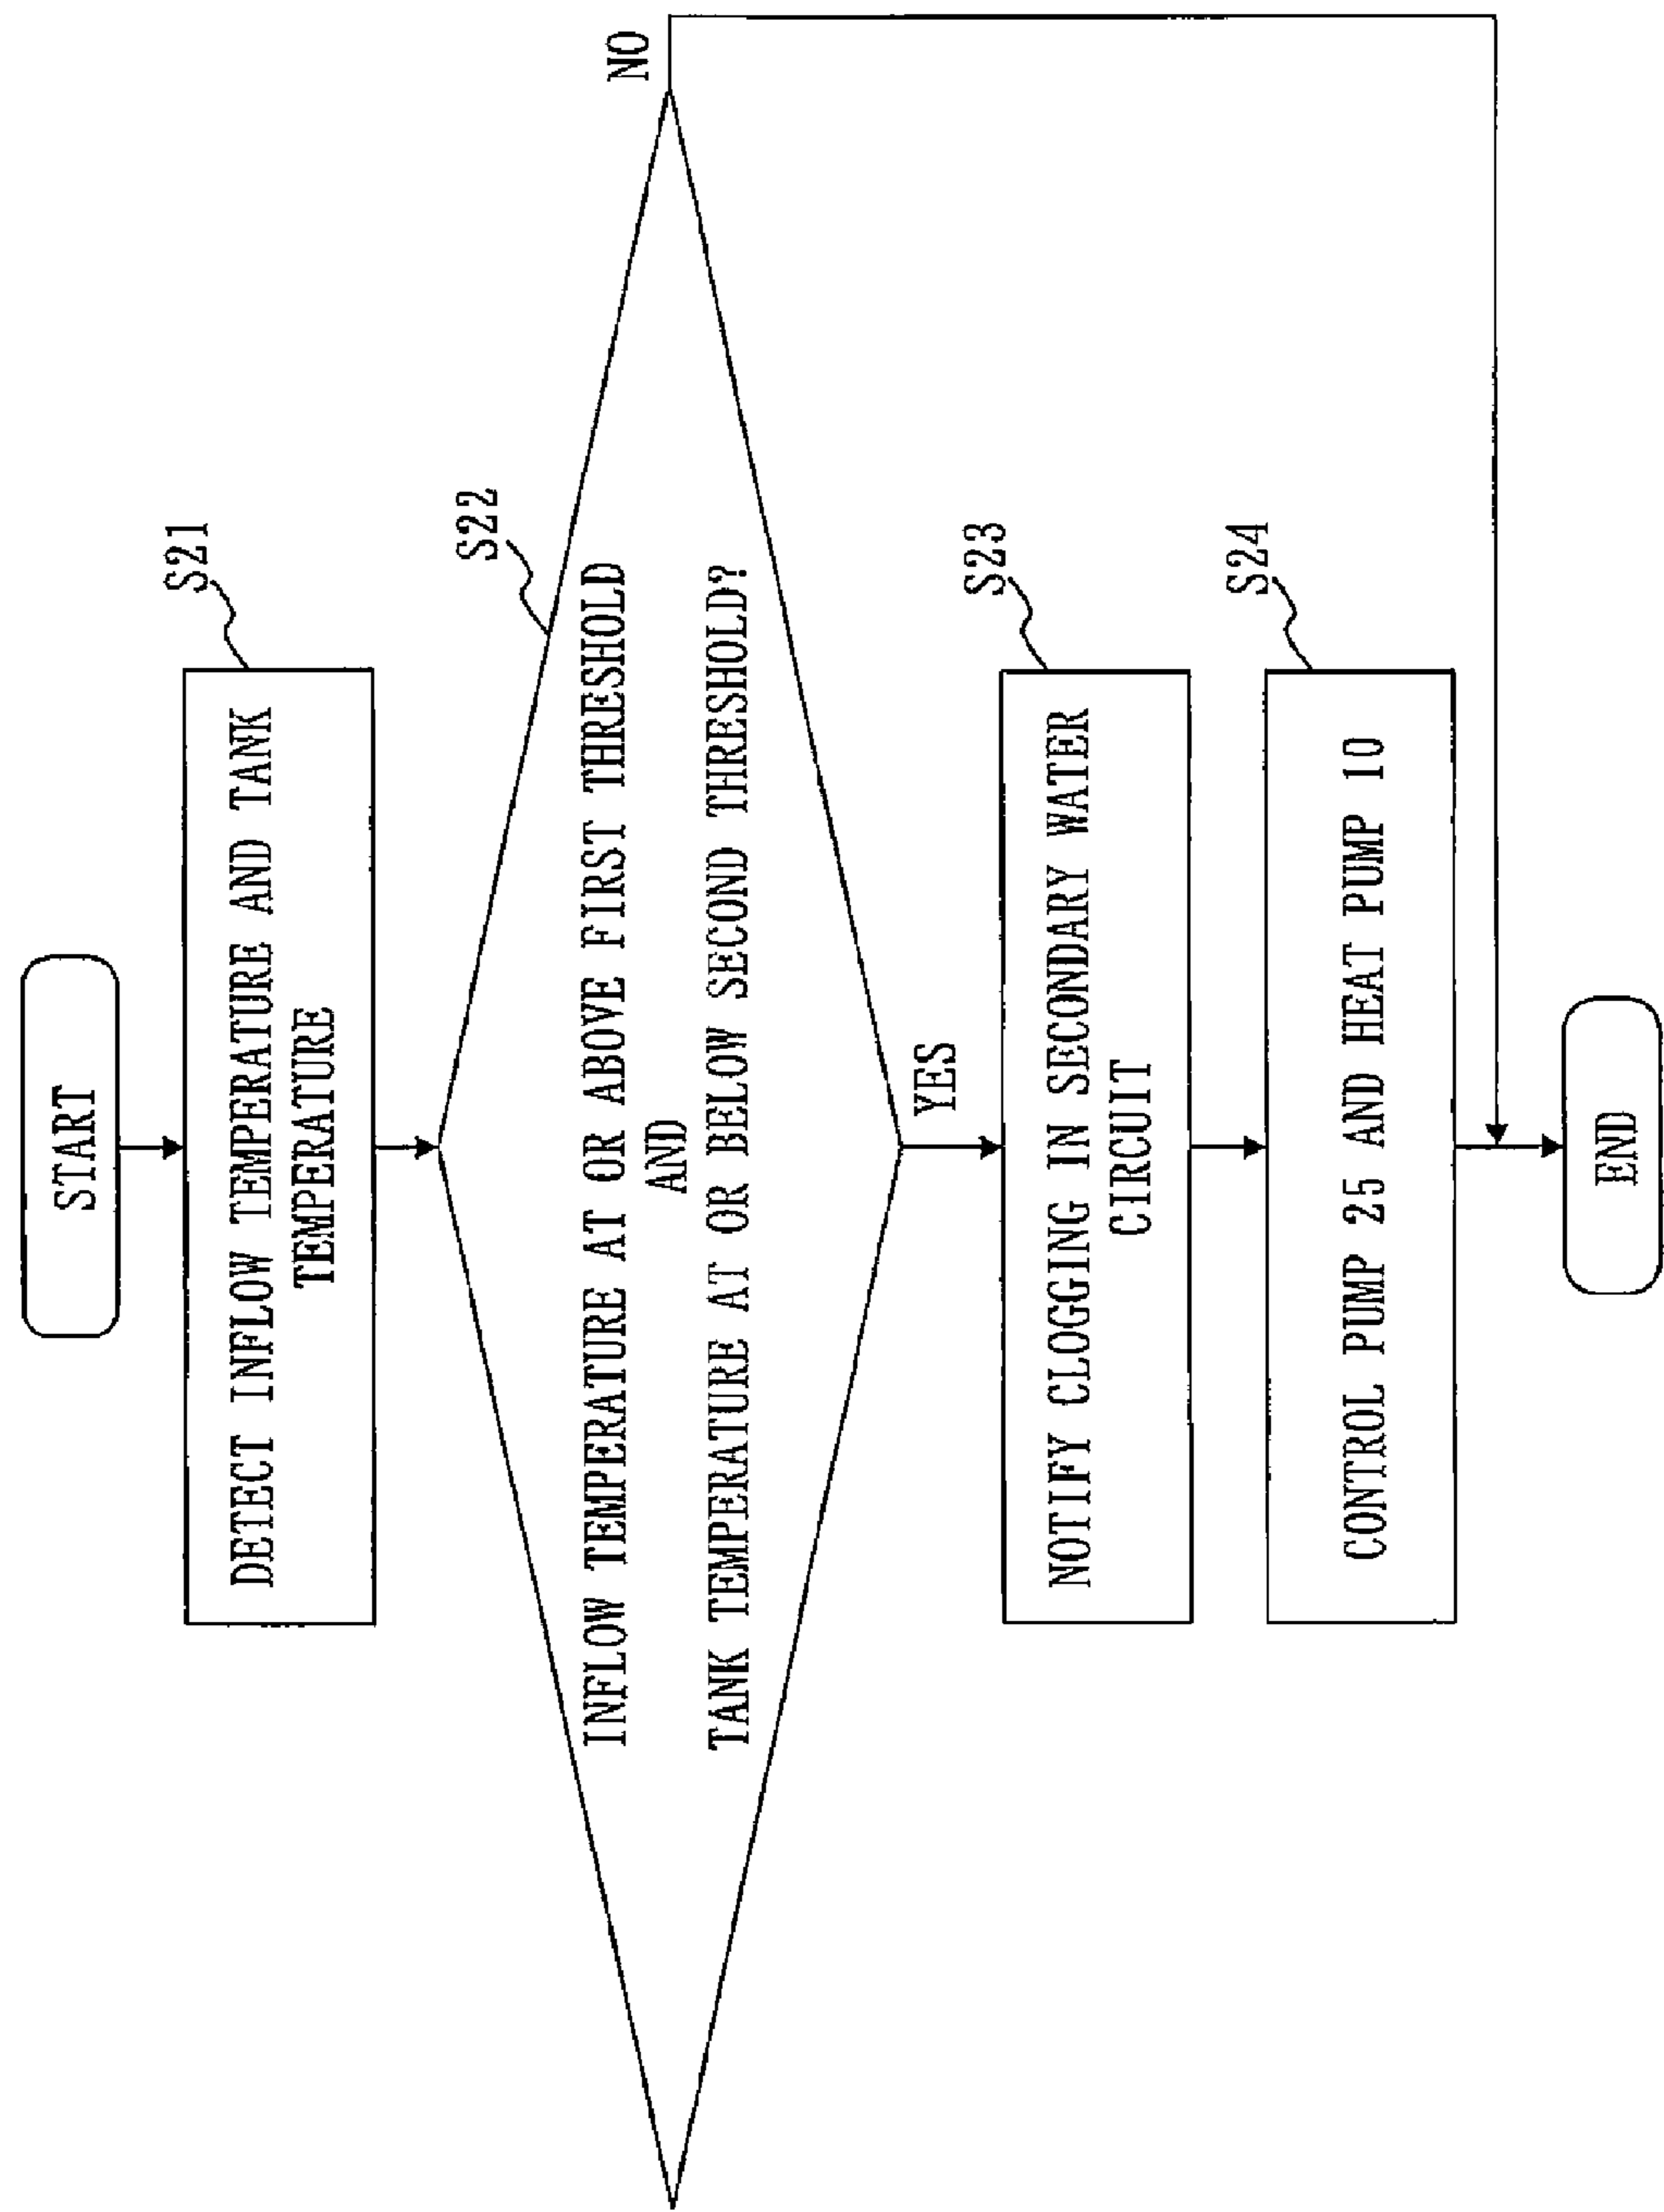 START
S21
DETECT INFLOW TEMPERATURE AND TANK
TEMPERATURE
S22
INFLOW TEMPERATURE AT OR ABOVE FIRST THRESHOLD
AND
TANK TEMPERATURE AT OR BELOW SECOND THRESHOLD?
NO
YES
S23
NOTIFY CLOGGING IN SECONDARY WATER
CIRCUIT
S24
CONTROL PUMP 25 AND HEAT PUMP 10
END